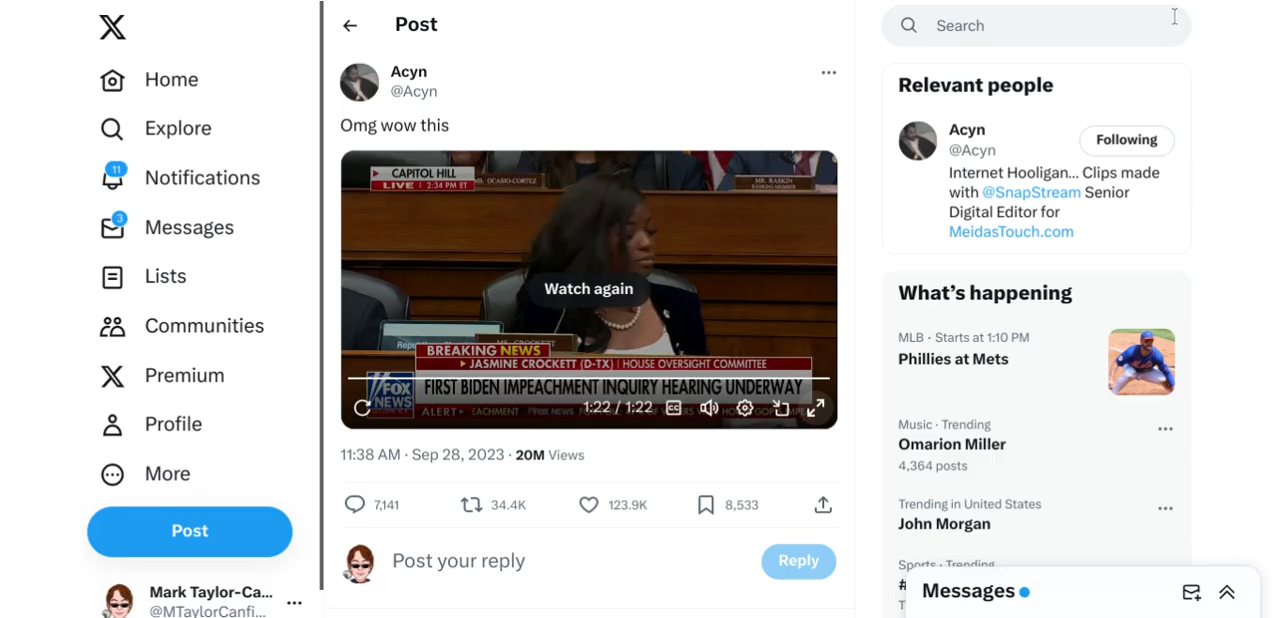 Home
Explore
11
Notifications
3
Messages
Lists
Communities
Premium
Profile
More
Post
Mark Taylor-Ca...
@MTaylorCanfi...
Post
Acyn
@Acyn
Omg wow this
CAPITOL HILL
LIVE 2:34 PM ET
MS. OCASIO-CORTEZ
MR. RASKIN
RANKING MEMBER
Watch again
BREAKING NEWS
JASMINE CROCKETT (D-TX) | HOUSE OVERSIGHT COMMITTEE
FOX NEWS
FIRST BIDEN IMPEACHMENT INQUIRY HEARING UNDERWAY
ALERT
1:22 / 1:22
11:38 AM · Sep 28, 2023 · 20M Views
7,141
34.4K
123.9K
8,533
Post your reply
Reply
Search
Relevant people
Acyn
@Acyn
Following
Internet Hooligan... Clips made
with @SnapStream Senior
Digital Editor for
MeidasTouch.com
What's happening
MLB · Starts at 1:10 PM
Phillies at Mets
Music · Trending
Omarion Miller
4,364 posts
Trending in United States
John Morgan
Sports · Trending
Messages